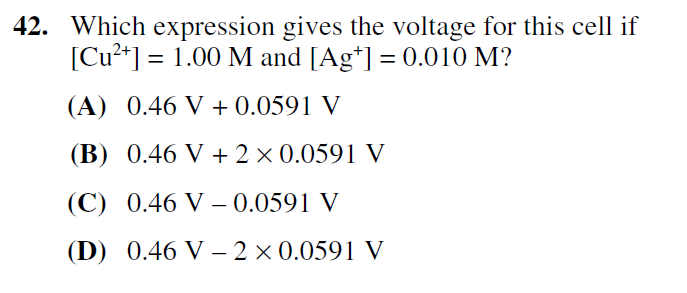 42. Which expression gives the voltage for this cell if
[Cu²⁺] = 1.00 M and [Ag⁺] = 0.010 M?
(A) 0.46 V + 0.0591 V
(B) 0.46 V + 2 × 0.0591 V
(C) 0.46 V – 0.0591 V
(D) 0.46 V – 2 × 0.0591 V